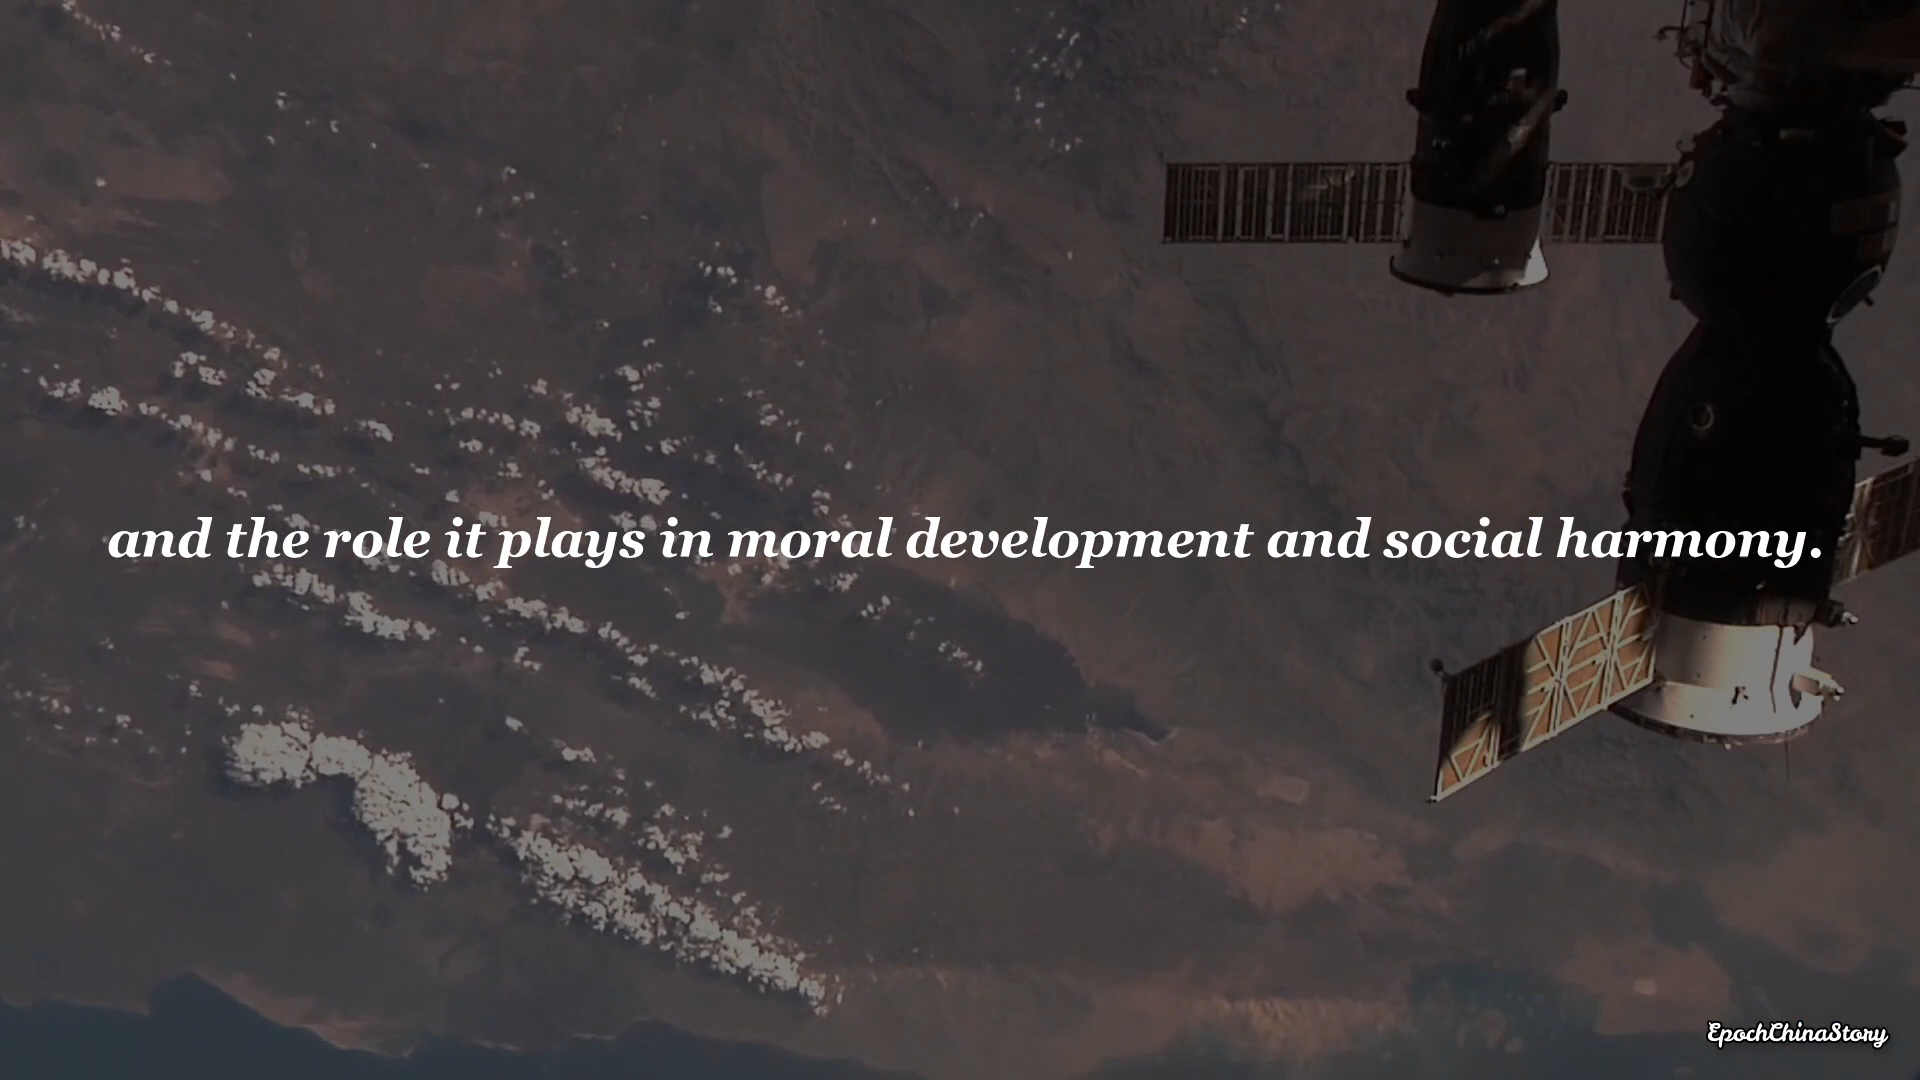 and the role it plays in moral development and social harmony.
EpochChinaStory